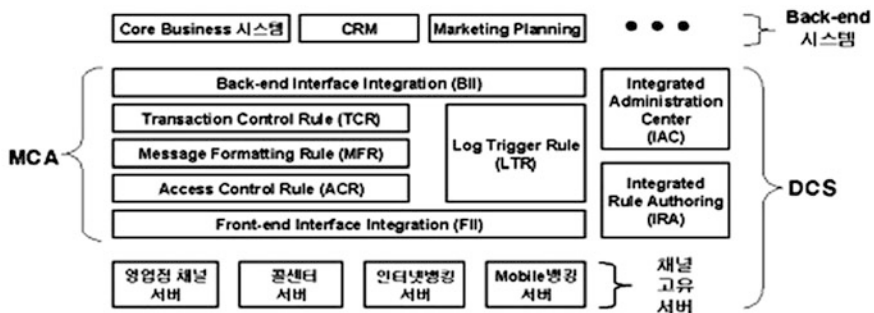 Core Business 시스템
CRM
Marketing Planning
Back-end
시스템
Back-end Interface Integration (BII)
Transaction Control Rule (TCR)
Message Formatting Rule (MFR)
Access Control Rule (ACR)
Log Trigger Rule
(LTR)
Front-end Interface Integration (FII)
MCA
Integrated
Administration
Center
(IAC)
Integrated
Rule Authoring
(IRA)
DCS
영업점 채널
서버
콜센터
서버
인터넷뱅킹
서버
Mobile뱅킹
서버
채널
고유
서버